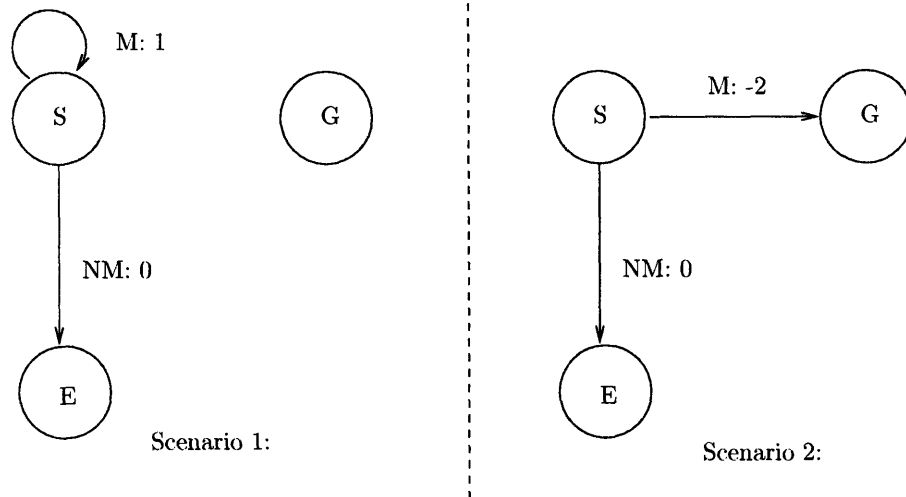 M: 1
S
G
NM: 0
E
Scenario 1:
M: -2
S
G
NM: 0
E
Scenario 2: